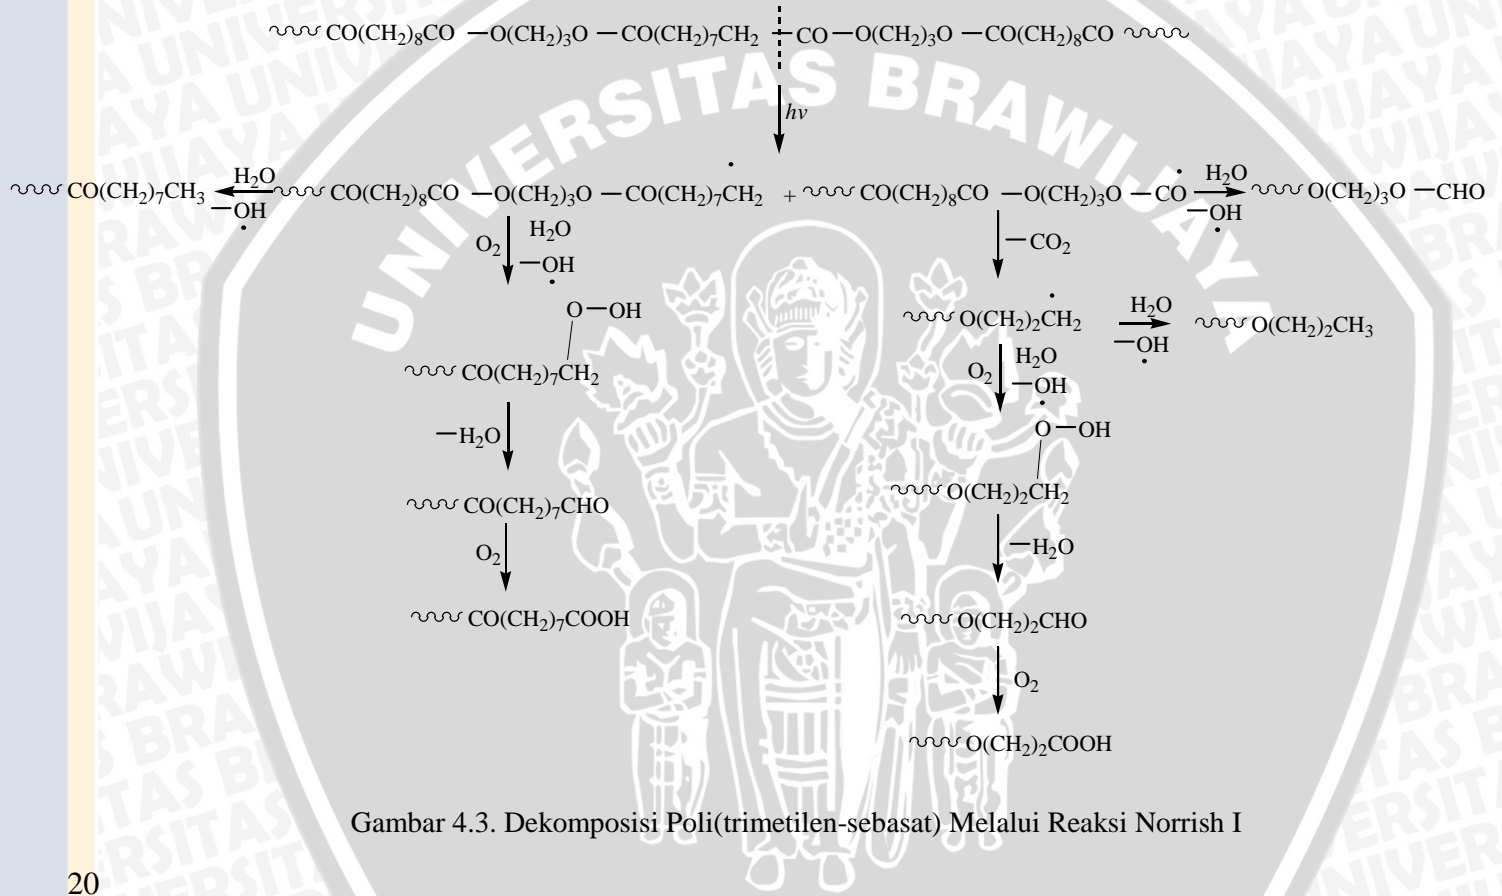 CO(CH₂)₈CO — O(CH₂)₃O — CO(CH₂)₇CH₂ — CO — O(CH₂)₃O — CO(CH₂)₈CO
UNIVERSITAS BRAWIJAYA
hv
CO(CH₂)₇CH₃ H₂O —OH• CO(CH₂)₈CO — O(CH₂)₃O — CO(CH₂)₇CH₂• + CO(CH₂)₈CO — O(CH₂)₃O — CO• H₂O —OH• O(CH₂)₃O — CHO
O₂ H₂O —OH•
—CO₂
O—OH
CO(CH₂)₇CH₂
O(CH₂)₂CH₂• H₂O —OH• O(CH₂)₂CH₃
O₂ H₂O —OH•
—H₂O
O—OH
O(CH₂)₂CH₂
CO(CH₂)₇CHO
—H₂O
O₂
CO(CH₂)₇COOH
O(CH₂)₂CHO
O₂
O(CH₂)₂COOH
Gambar 4.3. Dekomposisi Poli(trimetilen-sebasat) Melalui Reaksi Norrish I
20